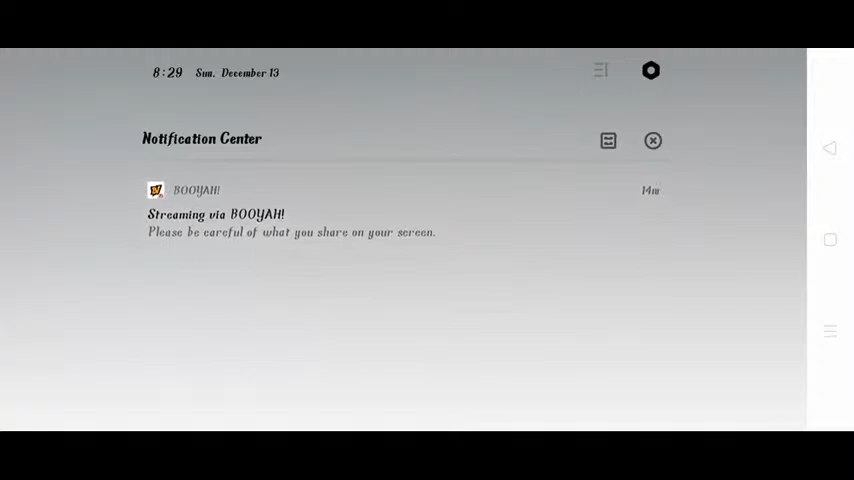 8:29 Sun. December 13
Notification Center
BOOYAH! 14m
Streaming via BOOYAH!
Please be careful of what you share on your screen.